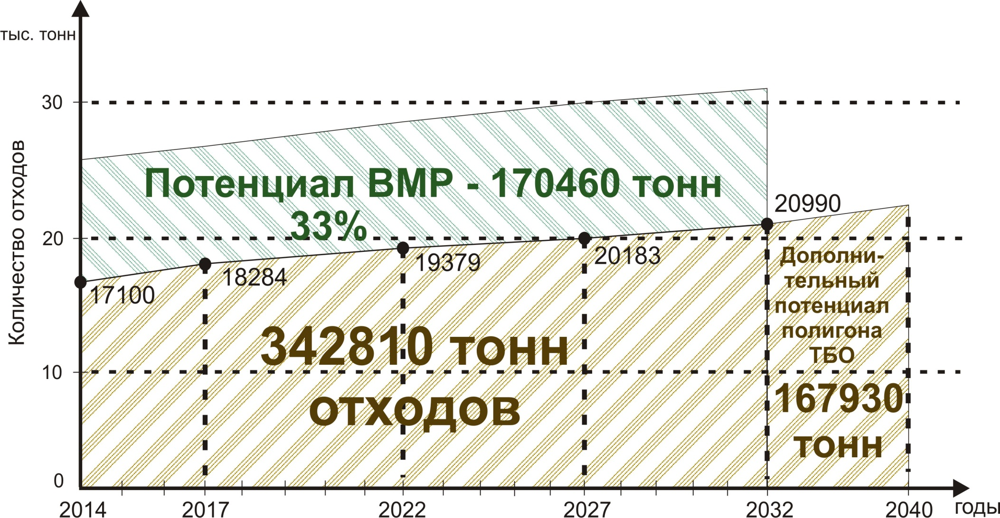 тыс. тонн
Количество отходов
30
20
10
0
Потенциал ВМР - 170460 тонн
33%
17100
18284
19379
20183
20990
342810 тонн
отходов
Дополни-
тельный
потенциал
полигона
ТБО
167930
тонн
2014
2017
2022
2027
2032
2040
годы